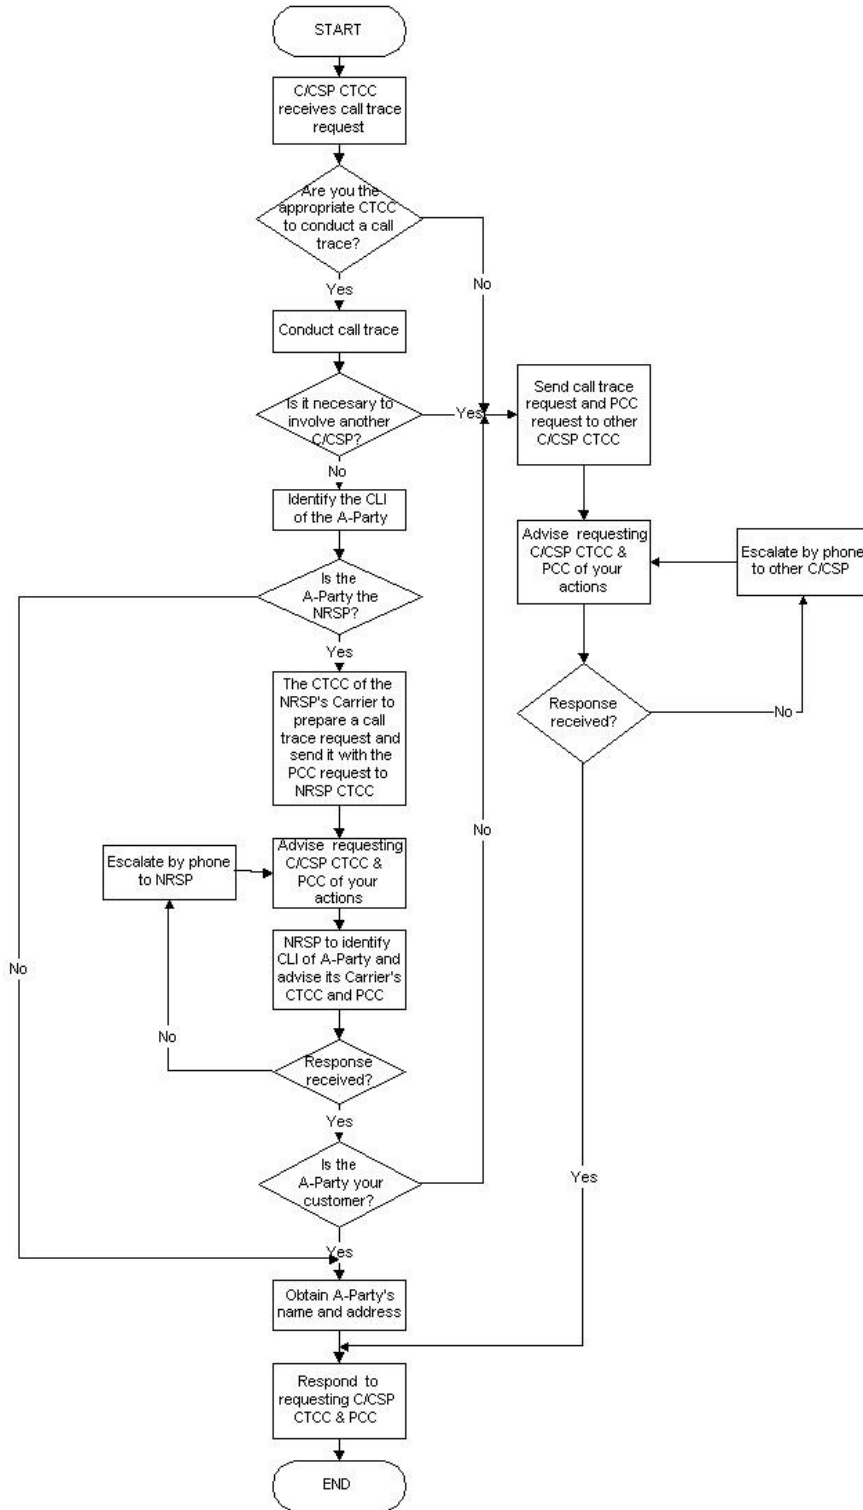 START
C/CSP CTCC
receives call trace
request
Are you the
appropriate CTCC
to conduct a call
trace?
No
Yes
Conduct call trace
Is it necesary to
involve another
C/CSP?
Yes
Send call trace
request and PCC
request to other
C/CSP CTCC
No
Identify the CLI
of the A-Party
Advise requesting
C/CSP CTCC &
PCC of your
actions
Escalate by phone
to other C/CSP
Is the
A-Party the
NRSP?
Yes
The CTCC of the
NRSP's Carrier to
prepare a call
trace request and
send it with the
PCC request to
NRSP CTCC
Response
received?
No
No
Escalate by phone
to NRSP
Advise requesting
C/CSP CTCC &
PCC of your
actions
NRSP to identify
CLI of A-Party and
advise its Carrier's
CTCC and PCC
No
No
Response
received?
Yes
Is the
A-Party your
customer?
Yes
Yes
Obtain A-Party's
name and address
Respond to
requesting C/CSP
CTCC & PCC
END